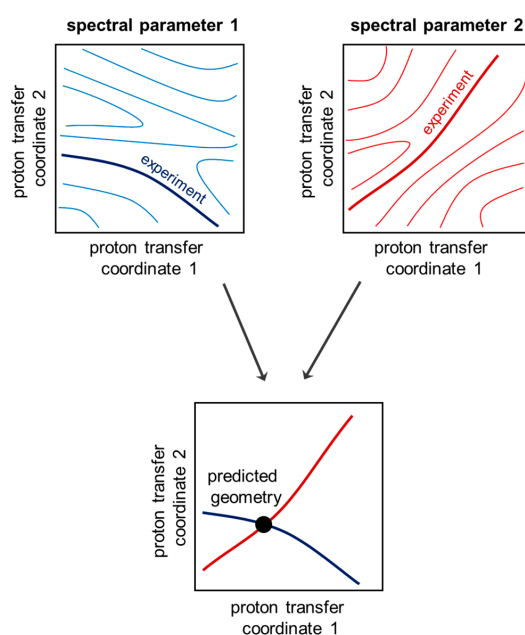 spectral parameter 1
spectral parameter 2
proton transfer
coordinate 2
experiment
proton transfer
coordinate 1
proton transfer
coordinate 2
experiment
proton transfer
coordinate 1
proton transfer
coordinate 2
predicted
geometry
proton transfer
coordinate 1